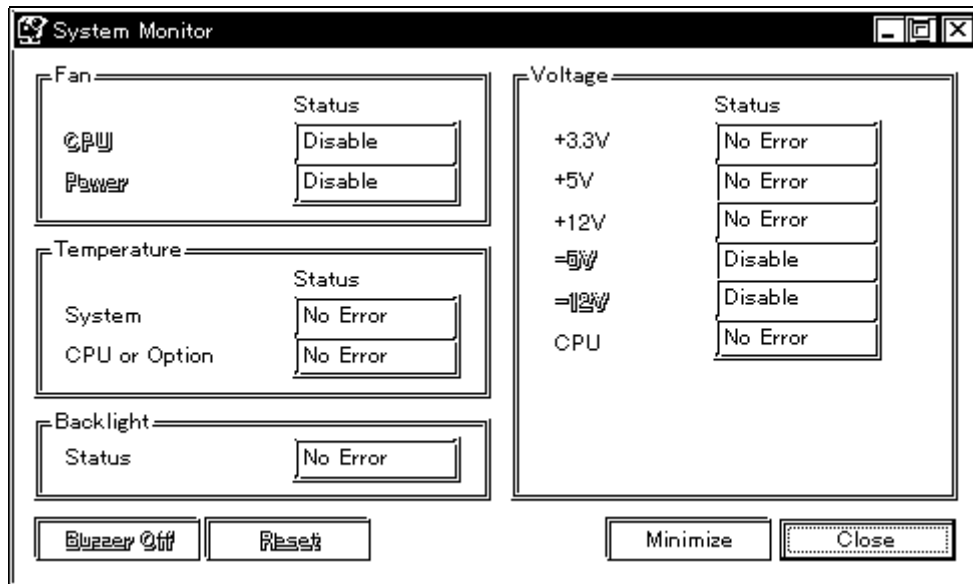 System Monitor
Fan
Status
CPU Disable
Power Disable
Temperature
Status
System No Error
CPU or Option No Error
Backlight
Status No Error
Voltage
Status
+3.3V No Error
+5V No Error
+12V No Error
-5V Disable
-12V Disable
CPU No Error
Buzzer Off Reset Minimize Close